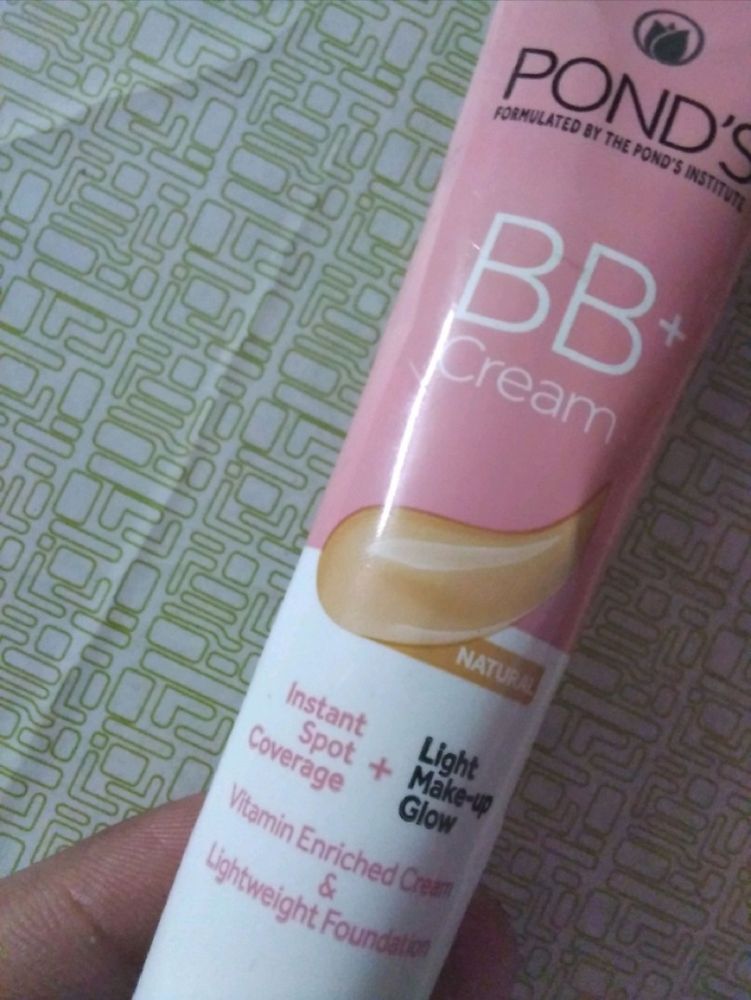 POND'S
FORMULATED BY THE POND'S INSTITUTE
BB+
Cream
NATURAL
Instant
Spot
Coverage
+
Light
Make-up
Glow
Vitamin Enriched Cream
&
Lightweight Foundation